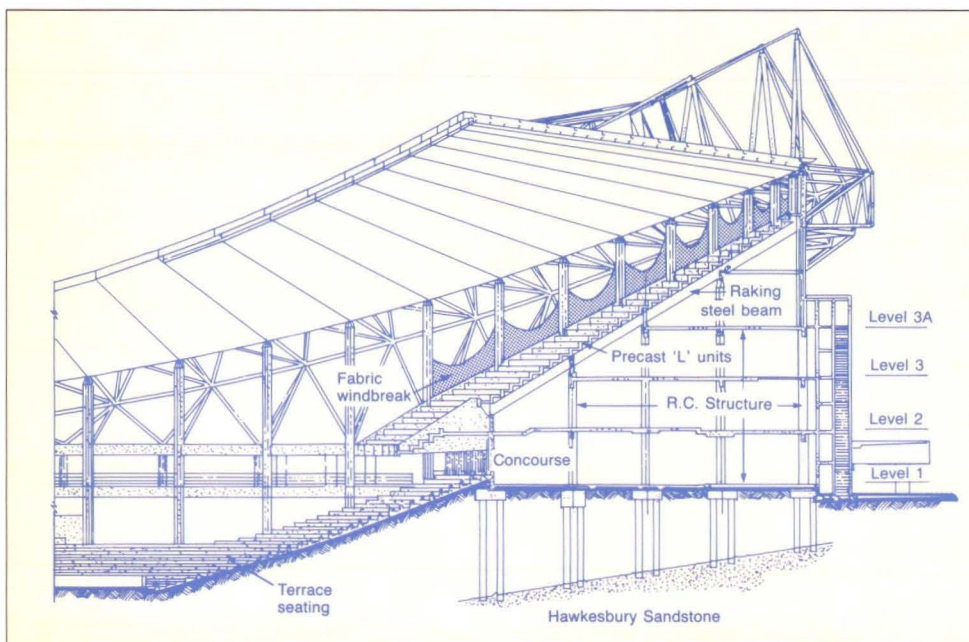 Raking
steel beam
Level 3A
Precast 'L' units
Fabric
windbreak
Level 3
R.C. Structure
Level 2
Concourse
Level 1
Terrace
seating
Hawkesbury Sandstone